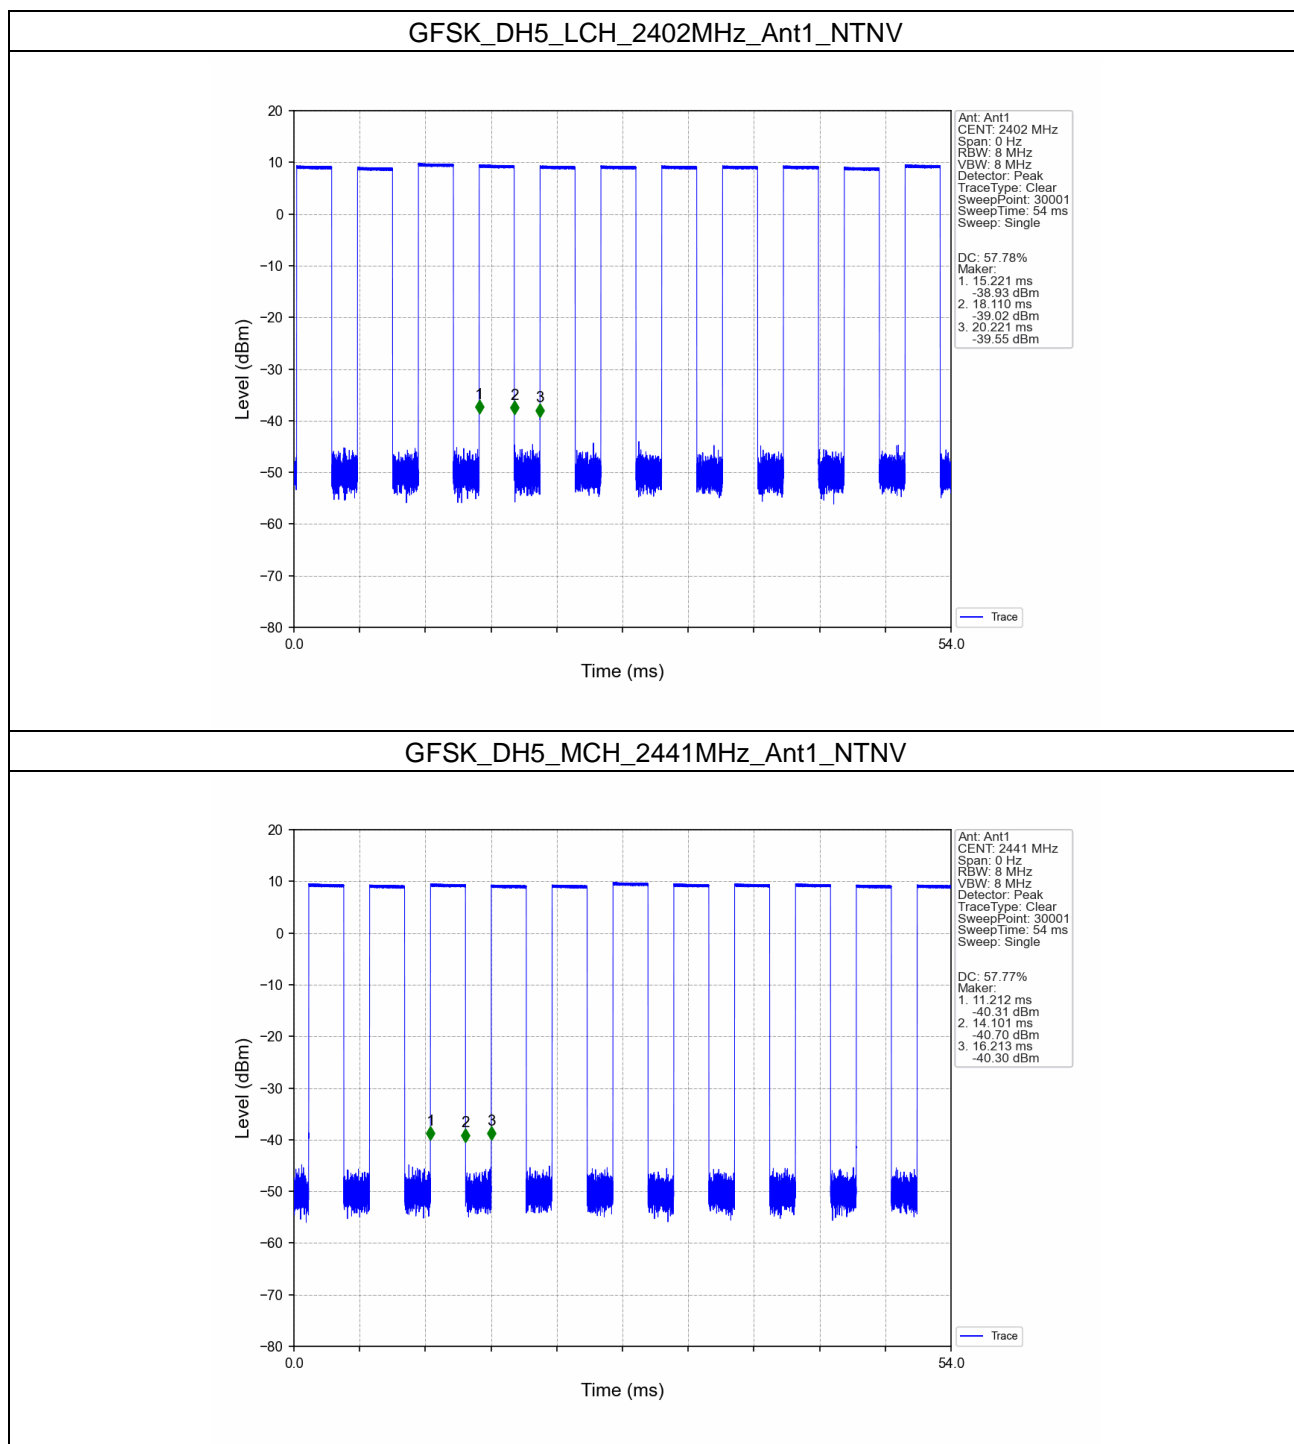 GFSK_DH5_LCH_2402MHz_Ant1_NTNV
20
10
0
−10
−20
−30
−40
−50
−60
−70
−80
Level (dBm)
1
2
3
0.0
54.0
Time (ms)
Ant: Ant1
CENT: 2402 MHz
Span: 0 Hz
RBW: 8 MHz
VBW: 8 MHz
Detector: Peak
TraceType: Clear
SweepPoint: 30001
SweepTime: 54 ms
Sweep: Single
DC: 57.78%
Maker:
1. 15.221 ms
-38.93 dBm
2. 18.110 ms
-39.02 dBm
3. 20.221 ms
-39.55 dBm
Trace
GFSK_DH5_MCH_2441MHz_Ant1_NTNV
20
10
0
−10
−20
−30
−40
−50
−60
−70
−80
Level (dBm)
1
2
3
0.0
54.0
Time (ms)
Ant: Ant1
CENT: 2441 MHz
Span: 0 Hz
RBW: 8 MHz
VBW: 8 MHz
Detector: Peak
TraceType: Clear
SweepPoint: 30001
SweepTime: 54 ms
Sweep: Single
DC: 57.77%
Maker:
1. 11.212 ms
-40.31 dBm
2. 14.101 ms
-40.70 dBm
3. 16.213 ms
-40.30 dBm
Trace